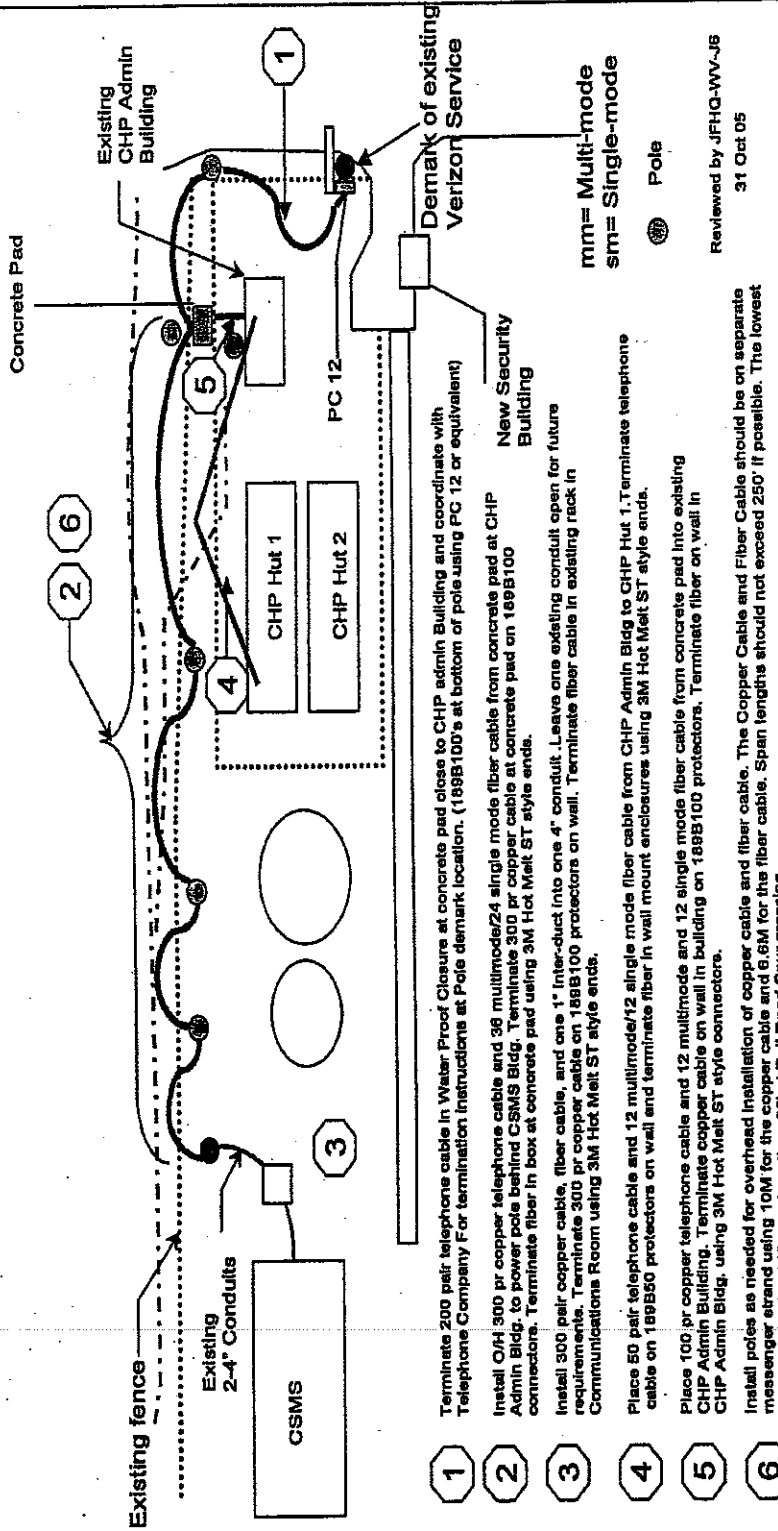 Concrete Pad
Existing
CHP Admin
Building
1
2
6
Existing fence
5
4
CHP Hut 1
CHP Hut 2
PC 12
Demark of existing
Verizon Service
Existing
2-4" Conduits
3
CSMS
New Security
Building
mm= Multi-mode
sm= Single-mode
Pole
Reviewed by JFHQ-WV-J6
31 Oct 05
1
Terminate 200 pair telephone cable in Water Proof Closure at concrete pad close to CHP admin Building and coordinate with
Telephone Company For termination instructions at Pole demark location. (189B100's at bottom of pole using PC 12 or equivalent)
2
Install O/H 300 pr copper telephone cable and 36 multimode/24 single mode fiber cable from concrete pad at CHP
Admin Bldg. to power pole behind CSMS Bldg. Terminate 300 pr copper cable at concrete pad on 189B100
connectors. Terminate fiber in box at concrete pad using 3M Hot Melt ST style ends.
3
Install 300 pair copper cable, fiber cable, and one 1" inter-duct into one 4" conduit .Leave one existing conduit open for future
requirements. Terminate 300 pr copper cable on 189B100 protectors on wall. Terminate fiber cable in existing rack in
Communications Room using 3M Hot Melt ST style ends.
4
Place 50 pair telephone cable and 12 multimode/12 single mode fiber cable from CHP Admin Bldg to CHP Hut 1.Terminate telephone
cable on 189B50 protectors on wall and terminate fiber in wall mount enclosures using 3M Hot Melt ST style ends.
5
Place 100 pr copper telephone cable and 12 multimode and 12 single mode fiber cable from concrete pad into existing
CHP Admin Building. Terminate copper cable on wall in building on 189B100 protectors. Terminate fiber on wall in
CHP Admin Bldg. using 3M Hot Melt ST style connectors.
6
Install poles as needed for overhead installation of copper cable and fiber cable. The Copper Cable and Fiber Cable should be on separate
messenger strand using 10M for the copper cable and 6.6M for the fiber cable. Span lengths should not exceed 250' if possible. The lowest